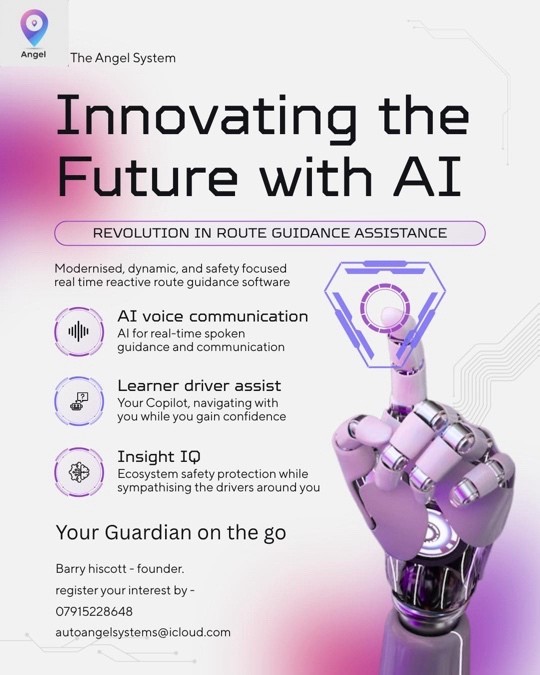 Angel
The Angel System
Innovating the
Future with AI
REVOLUTION IN ROUTE GUIDANCE ASSISTANCE
Modernised, dynamic, and safety focused
real time reactive route guidance software
AI voice communication
AI for real-time spoken
guidance and communication
Learner driver assist
Your Copilot, navigating with
you while you gain confidence
Insight IQ
Ecosystem safety protection while
sympathising the drivers around you
Your Guardian on the go
Barry hiscott - founder.
register your interest by -
07915228648
autoangelsystems@icloud.com